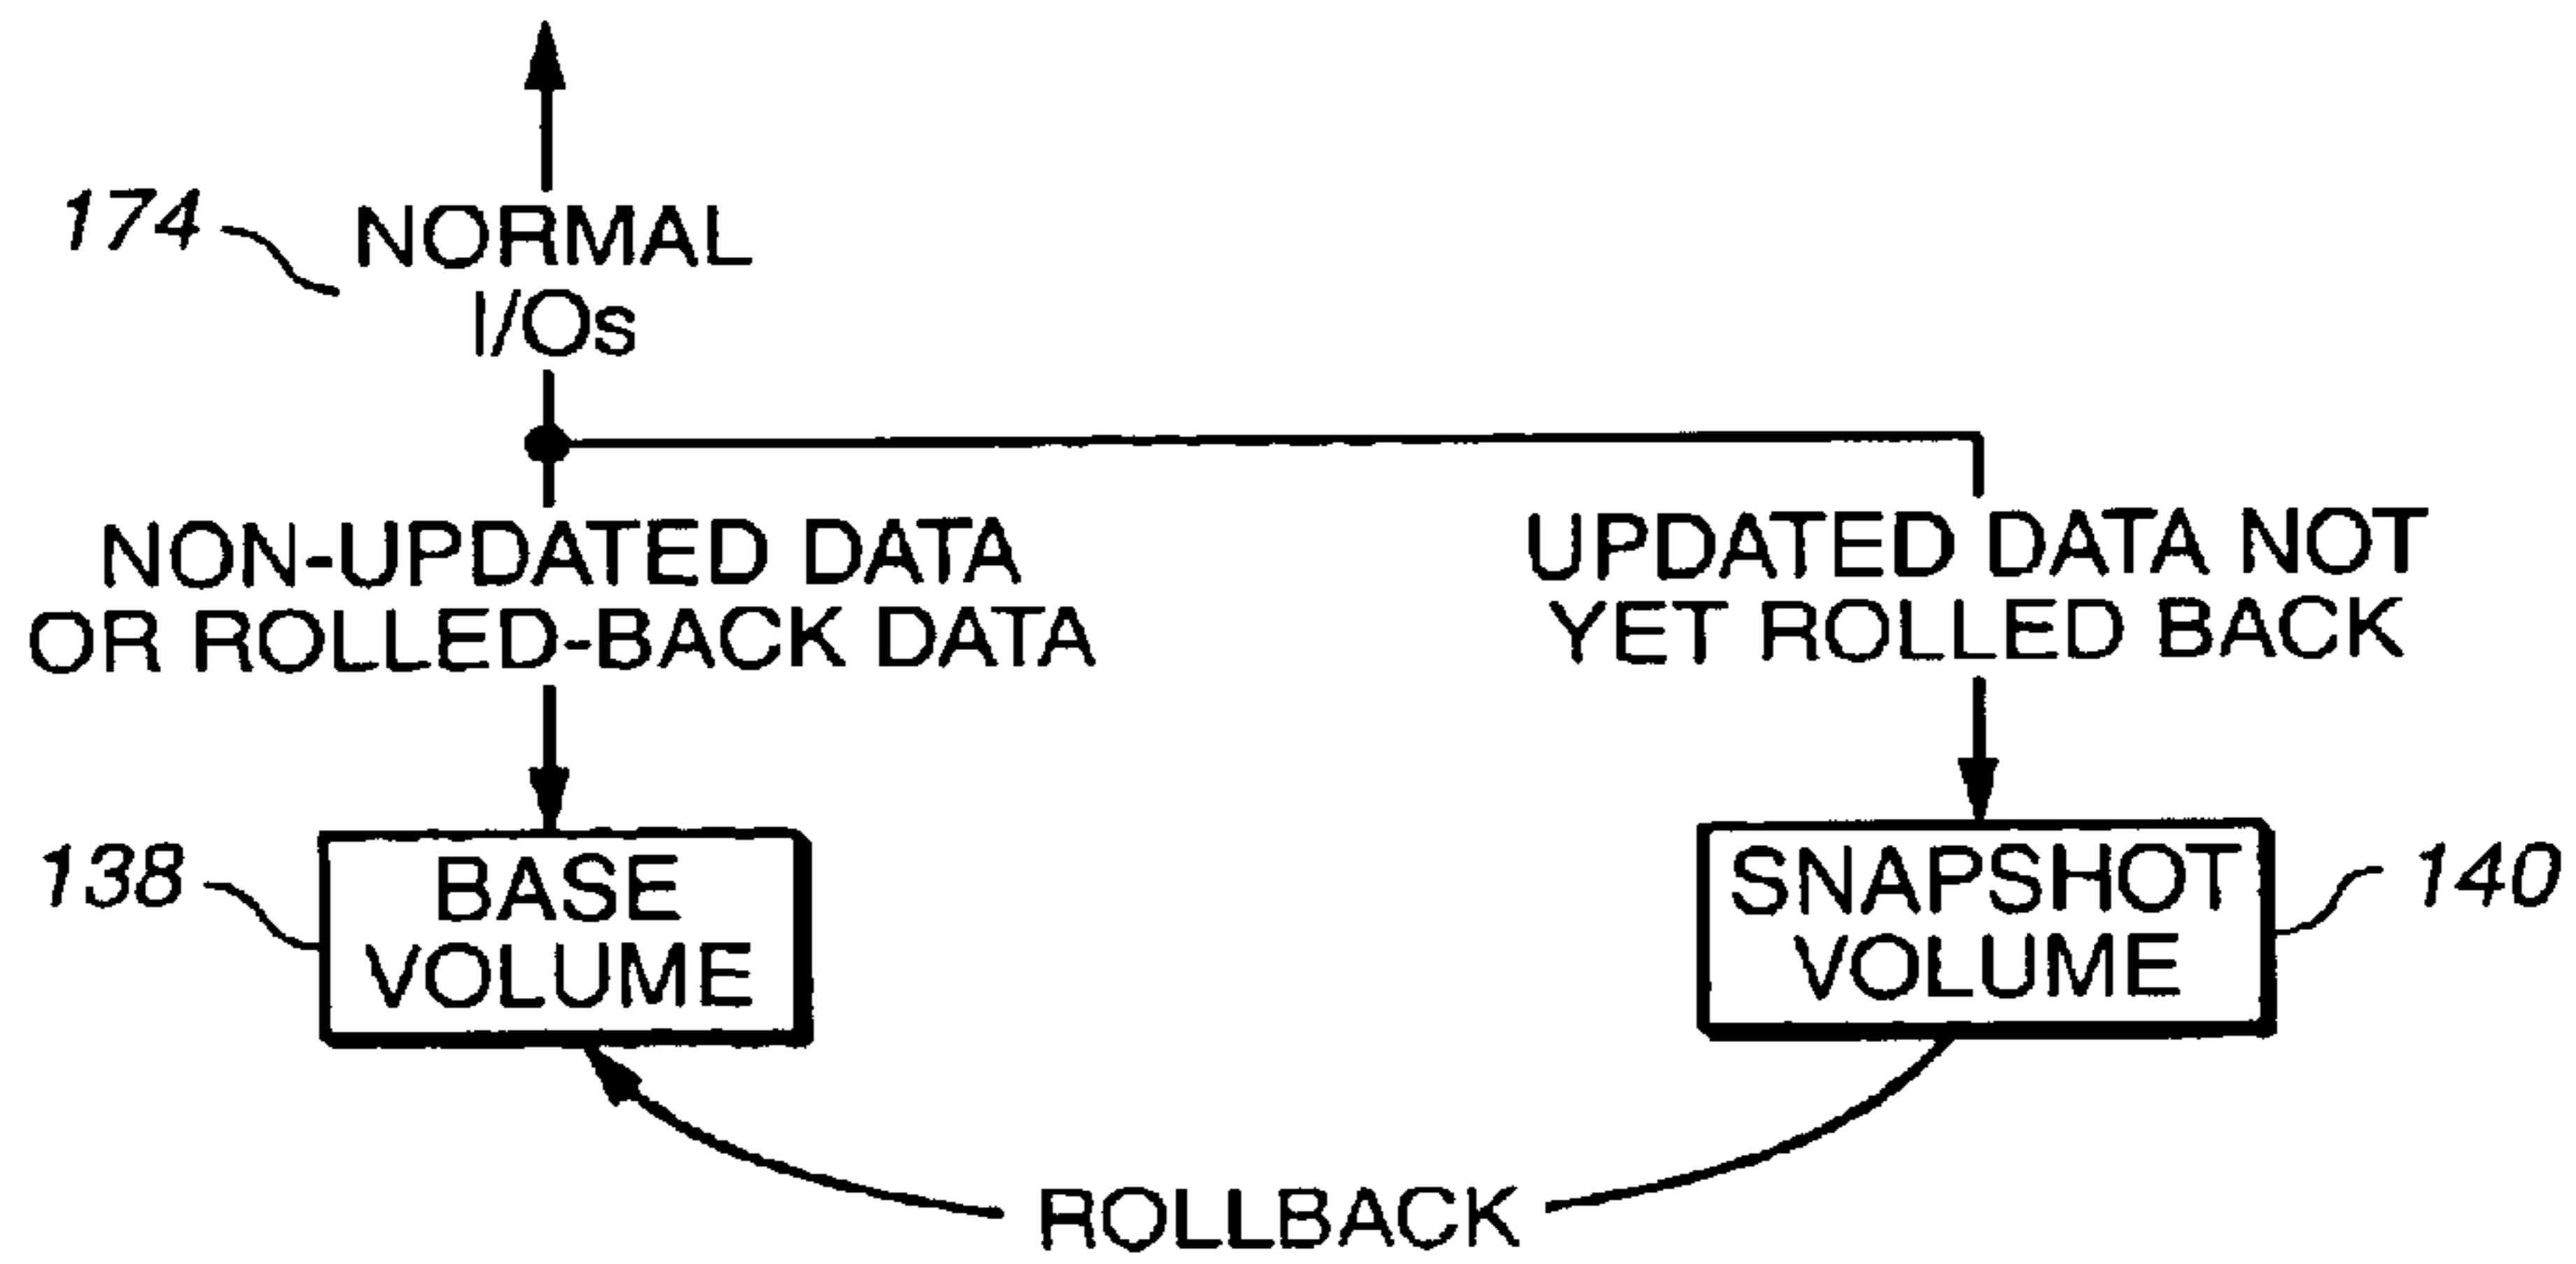 174
NORMAL
I/Os
NON-UPDATED DATA
OR ROLLED-BACK DATA
UPDATED DATA NOT
YET ROLLED BACK
138
BASE
VOLUME
SNAPSHOT
VOLUME
140
ROLLBACK